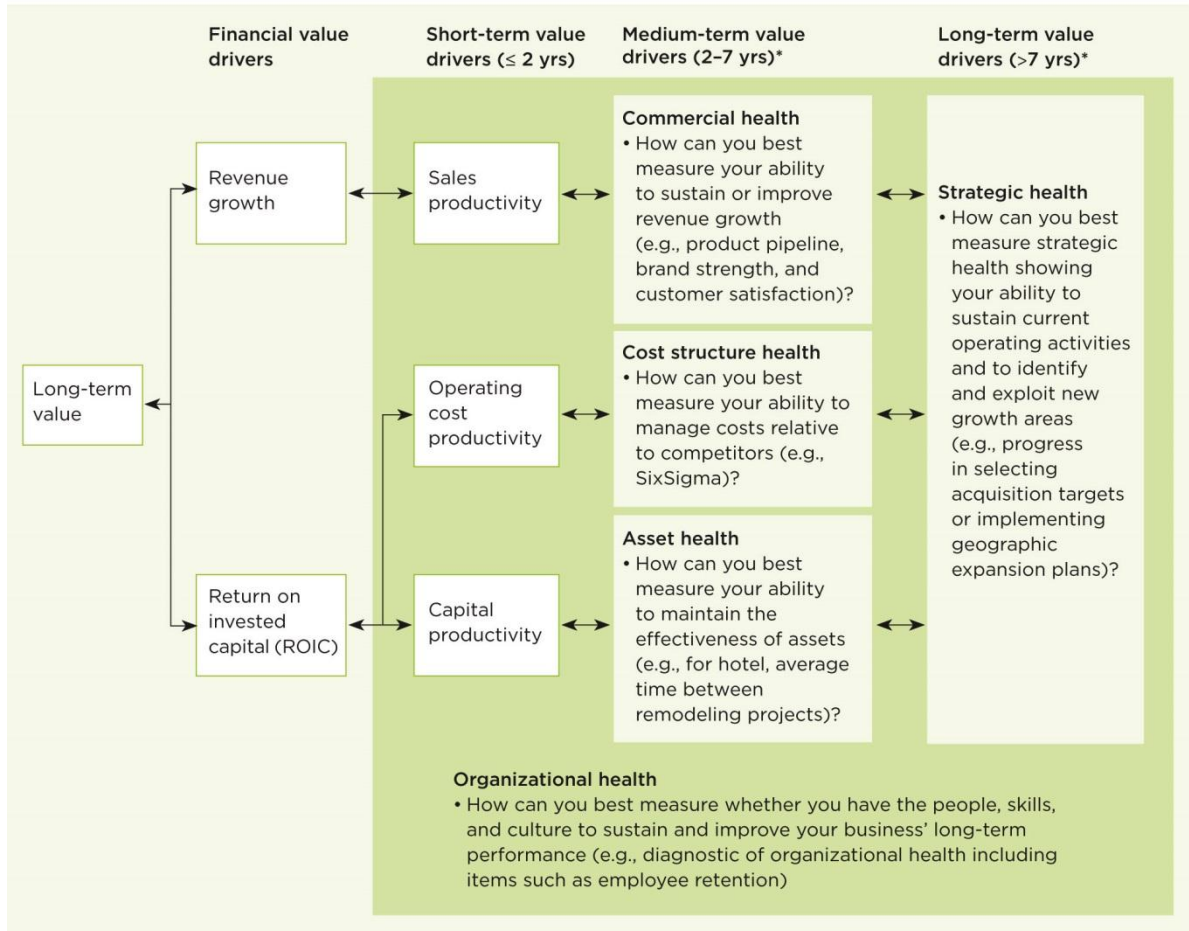 Financial value
drivers
Short-term value
drivers (≤ 2 yrs)
Medium-term value
drivers (2–7 yrs)*
Long-term value
drivers (>7 yrs)*
Long-term
value
Revenue
growth
Return on
invested
capital (ROIC)
Sales
productivity
Operating
cost
productivity
Capital
productivity
Commercial health
• How can you best
measure your ability
to sustain or improve
revenue growth
(e.g., product pipeline,
brand strength, and
customer satisfaction)?
Cost structure health
• How can you best
measure your ability to
manage costs relative
to competitors (e.g.,
SixSigma)?
Asset health
• How can you best
measure your ability
to maintain the
effectiveness of assets
(e.g., for hotel, average
time between
remodeling projects)?
Strategic health
• How can you best
measure strategic
health showing
your ability to
sustain current
operating activities
and to identify
and exploit new
growth areas
(e.g., progress
in selecting
acquisition targets
or implementing
geographic
expansion plans)?
Organizational health
• How can you best measure whether you have the people, skills,
and culture to sustain and improve your business’ long-term
performance (e.g., diagnostic of organizational health including
items such as employee retention)